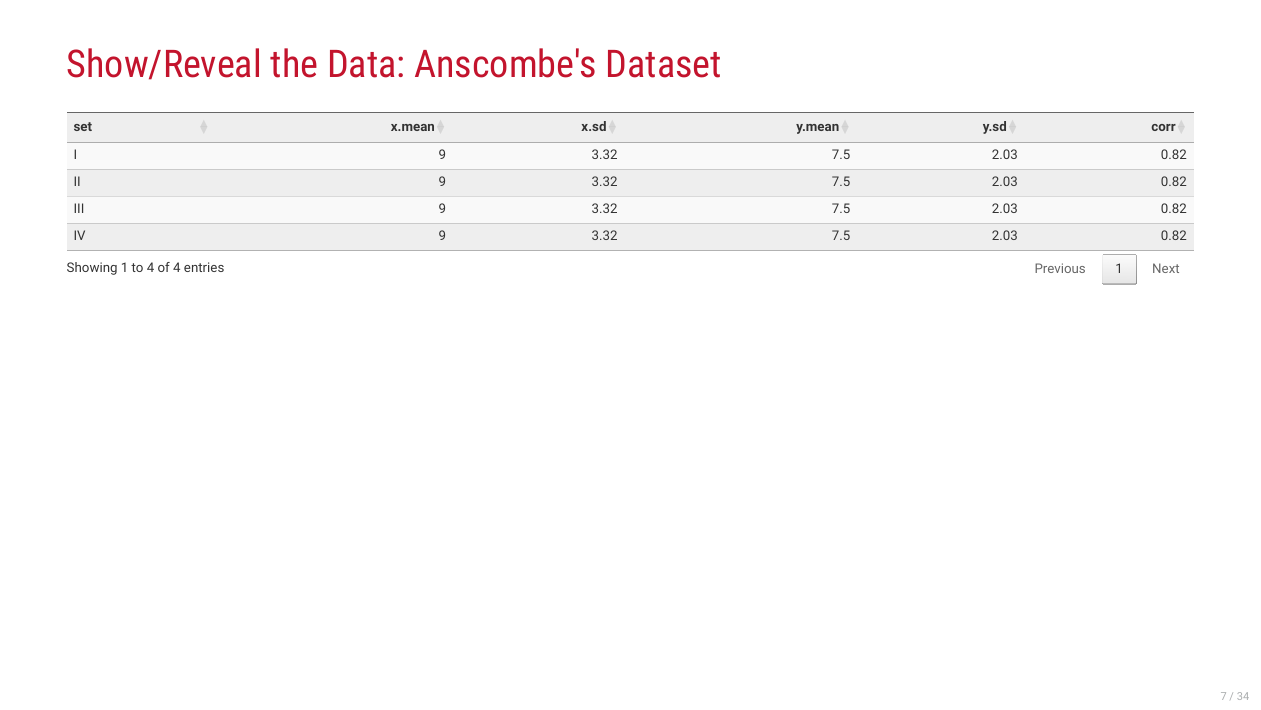 Show/Reveal the Data: Anscombe's Dataset
set x.mean x.sd y.mean y.sd corr
I 9 3.32 7.5 2.03 0.82
II 9 3.32 7.5 2.03 0.82
III 9 3.32 7.5 2.03 0.82
IV 9 3.32 7.5 2.03 0.82
Showing 1 to 4 of 4 entries Previous 1 Next
7 / 34